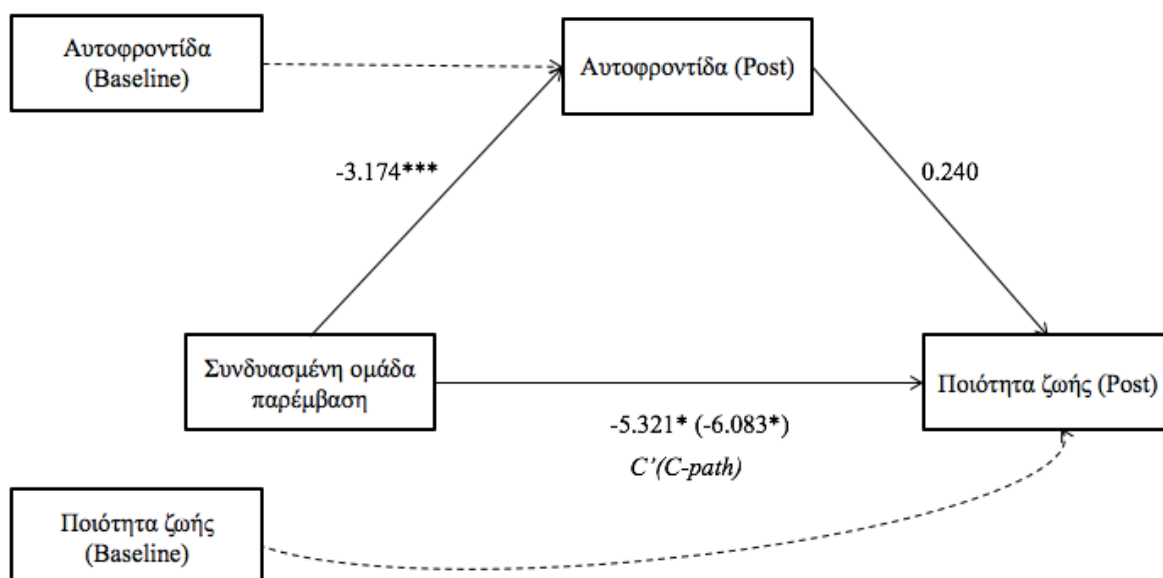 Αυτοφροντίδα
(Baseline)
Αυτοφροντίδα (Post)
-3.174***
0.240
Συνδυασμένη ομάδα
παρέμβαση
Ποιότητα ζωής (Post)
-5.321* (-6.083*)
C’(C-path)
Ποιότητα ζωής
(Baseline)